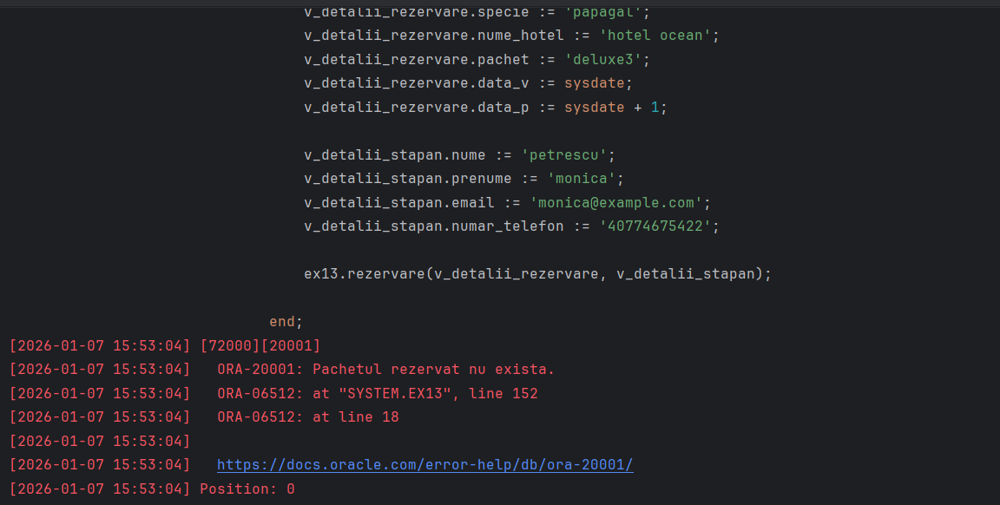 v_detalii_rezervare.specie := 'papagal';
v_detalii_rezervare.nume_hotel := 'hotel ocean';
v_detalii_rezervare.pachet := 'deluxe3';
v_detalii_rezervare.data_v := sysdate;
v_detalii_rezervare.data_p := sysdate + 1;
v_detalii_stapan.nume := 'petrescu';
v_detalii_stapan.prenume := 'monica';
v_detalii_stapan.email := 'monica@example.com';
v_detalii_stapan.numar_telefon := '40774675422';
ex13.rezervare(v_detalii_rezervare, v_detalii_stapan);
end;
[2026-01-07 15:53:04] [72000][20001]
[2026-01-07 15:53:04] ORA-20001: Pachetul rezervat nu exista.
[2026-01-07 15:53:04] ORA-06512: at "SYSTEM.EX13", line 152
[2026-01-07 15:53:04] ORA-06512: at line 18
[2026-01-07 15:53:04]
[2026-01-07 15:53:04] https://docs.oracle.com/error-help/db/ora-20001/
[2026-01-07 15:53:04] Position: 0